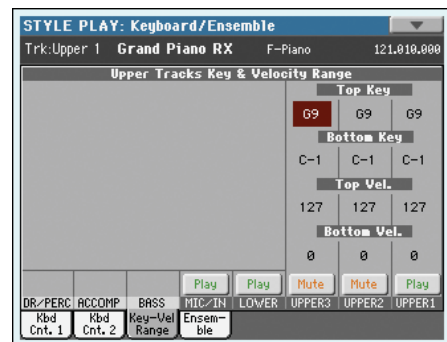 STYLE PLAY: Keyboard/Ensemble
Trk:Upper 1 Grand Piano RX F-Piano 121.010.000
Upper Tracks Key & Velocity Range
Top Key
G9 G9 G9
Bottom Key
C-1 C-1 C-1
Top Vel.
127 127 127
Bottom Vel.
0 0 0
Play Play Mute Mute Play
DR/PERC ACCOMP BASS MIC/IN LOWER UPPER3 UPPER2 UPPER1
Kbd Kbd Key-Vel Ensem-
Cnt. 1 Cnt. 2 Range ble